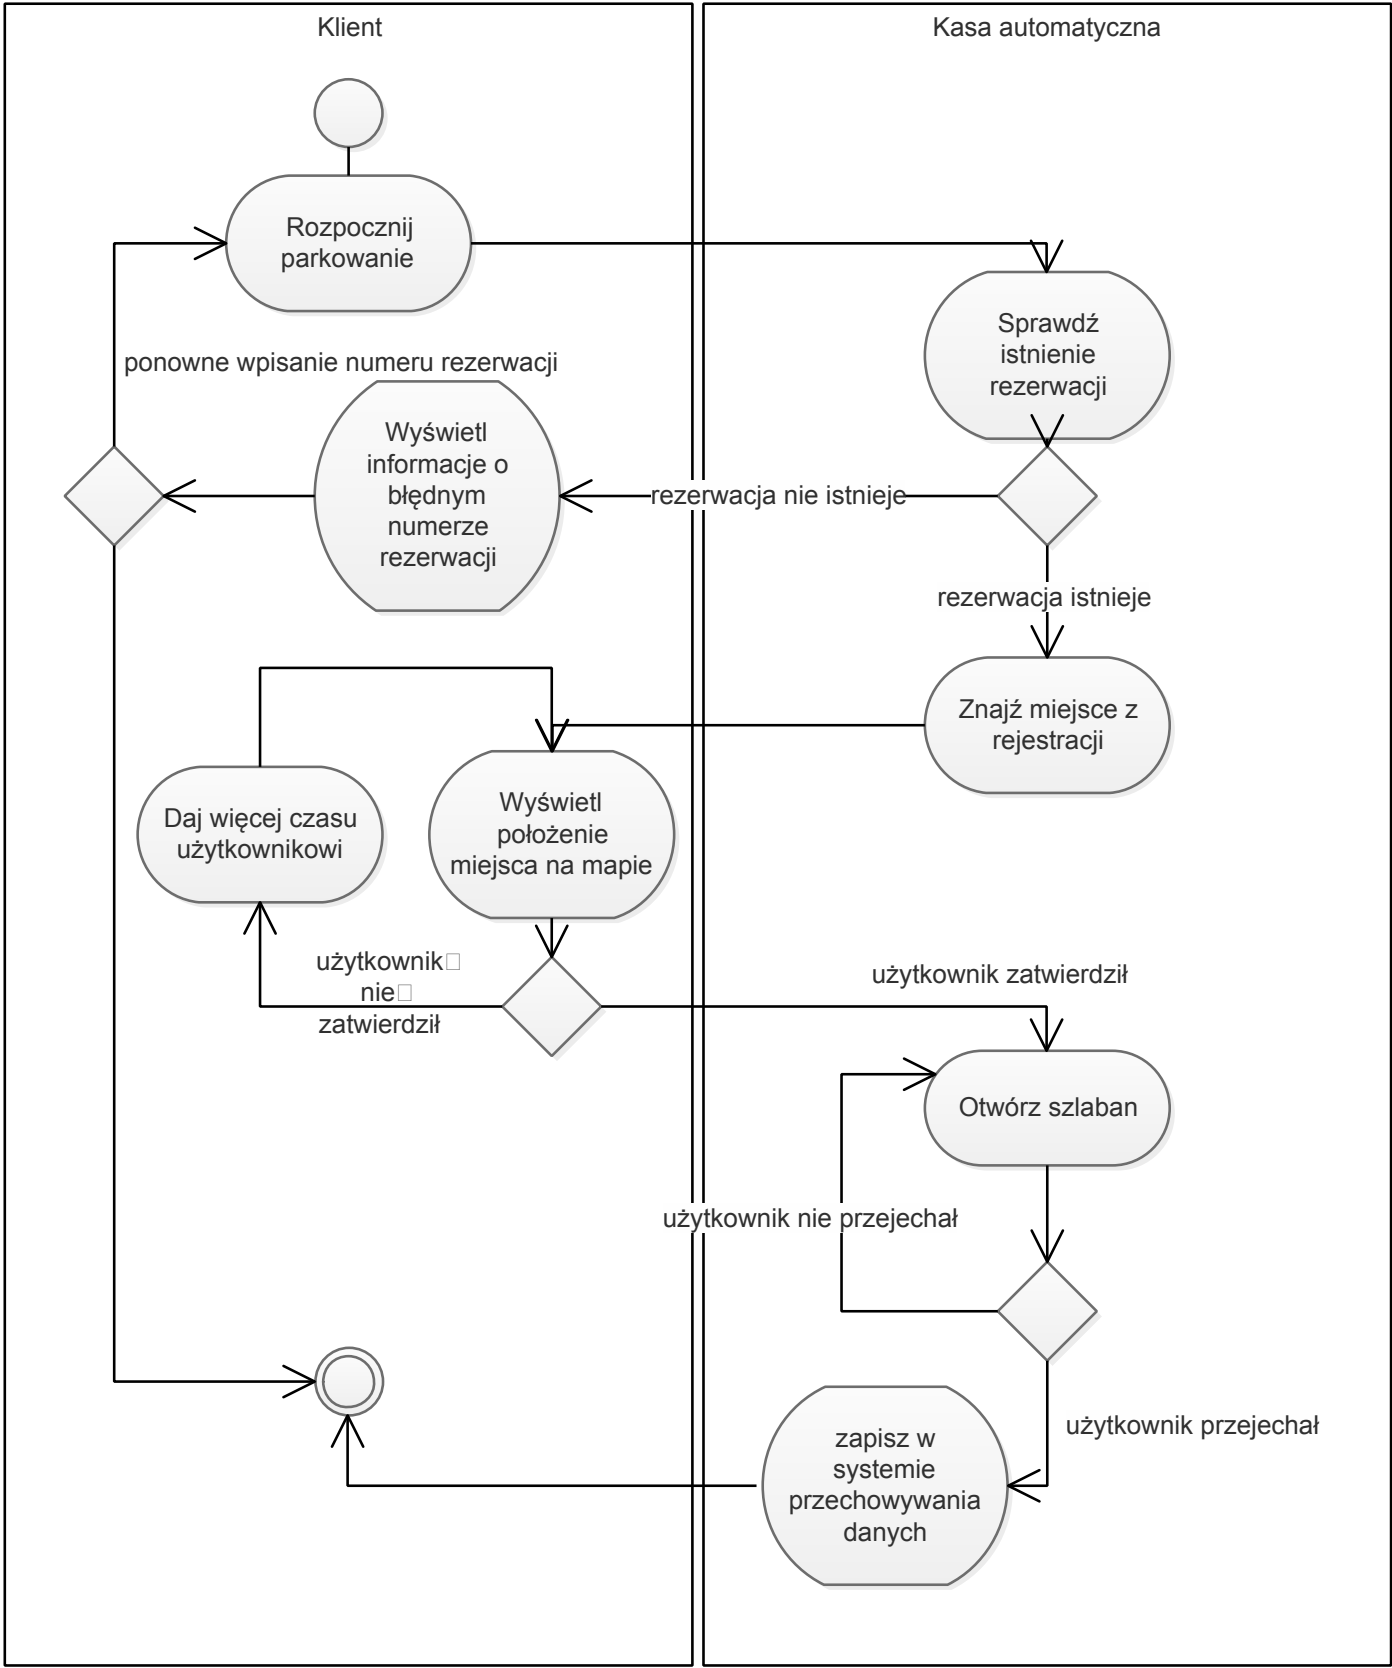 Klient
Kasa automatyczna
Rozpocznij
parkowanie
Sprawdź
istnienie
rezerwacji
ponowne wpisanie numeru rezerwacji
Wyświetl
informacje o
błędnym
numerze
rezerwacji
rezerwacja nie istnieje
rezerwacja istnieje
Znajź miejsce z
rejestracji
Daj więcej czasu
użytkownikowi
Wyświetl
położenie
miejsca na mapie
użytkownik
nie
zatwierdził
użytkownik zatwierdził
Otwórz szlaban
użytkownik nie przejechał
użytkownik przejechał
zapisz w
systemie
przechowywania
danych